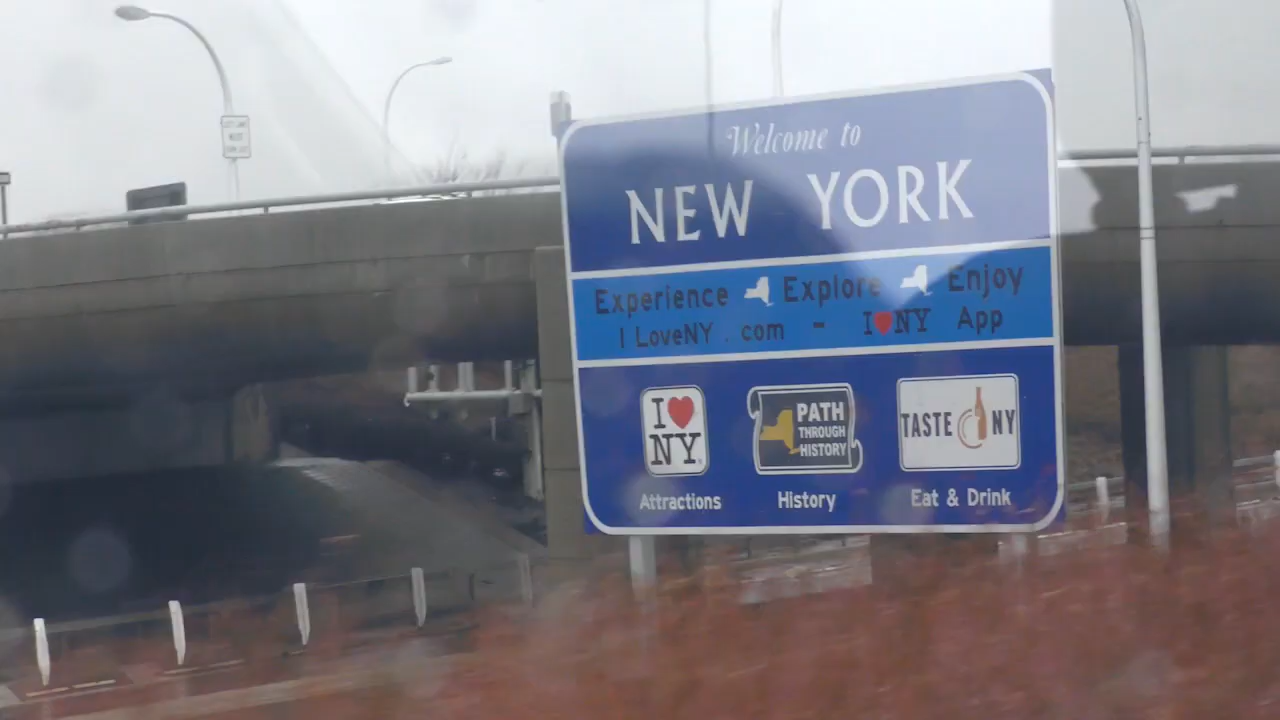 Welcome to
NEW YORK
Experience Explore Enjoy
I LoveNY . com - I♥NY App
I♥
NY
PATH
THROUGH
HISTORY
TASTE NY
Attractions
History
Eat & Drink